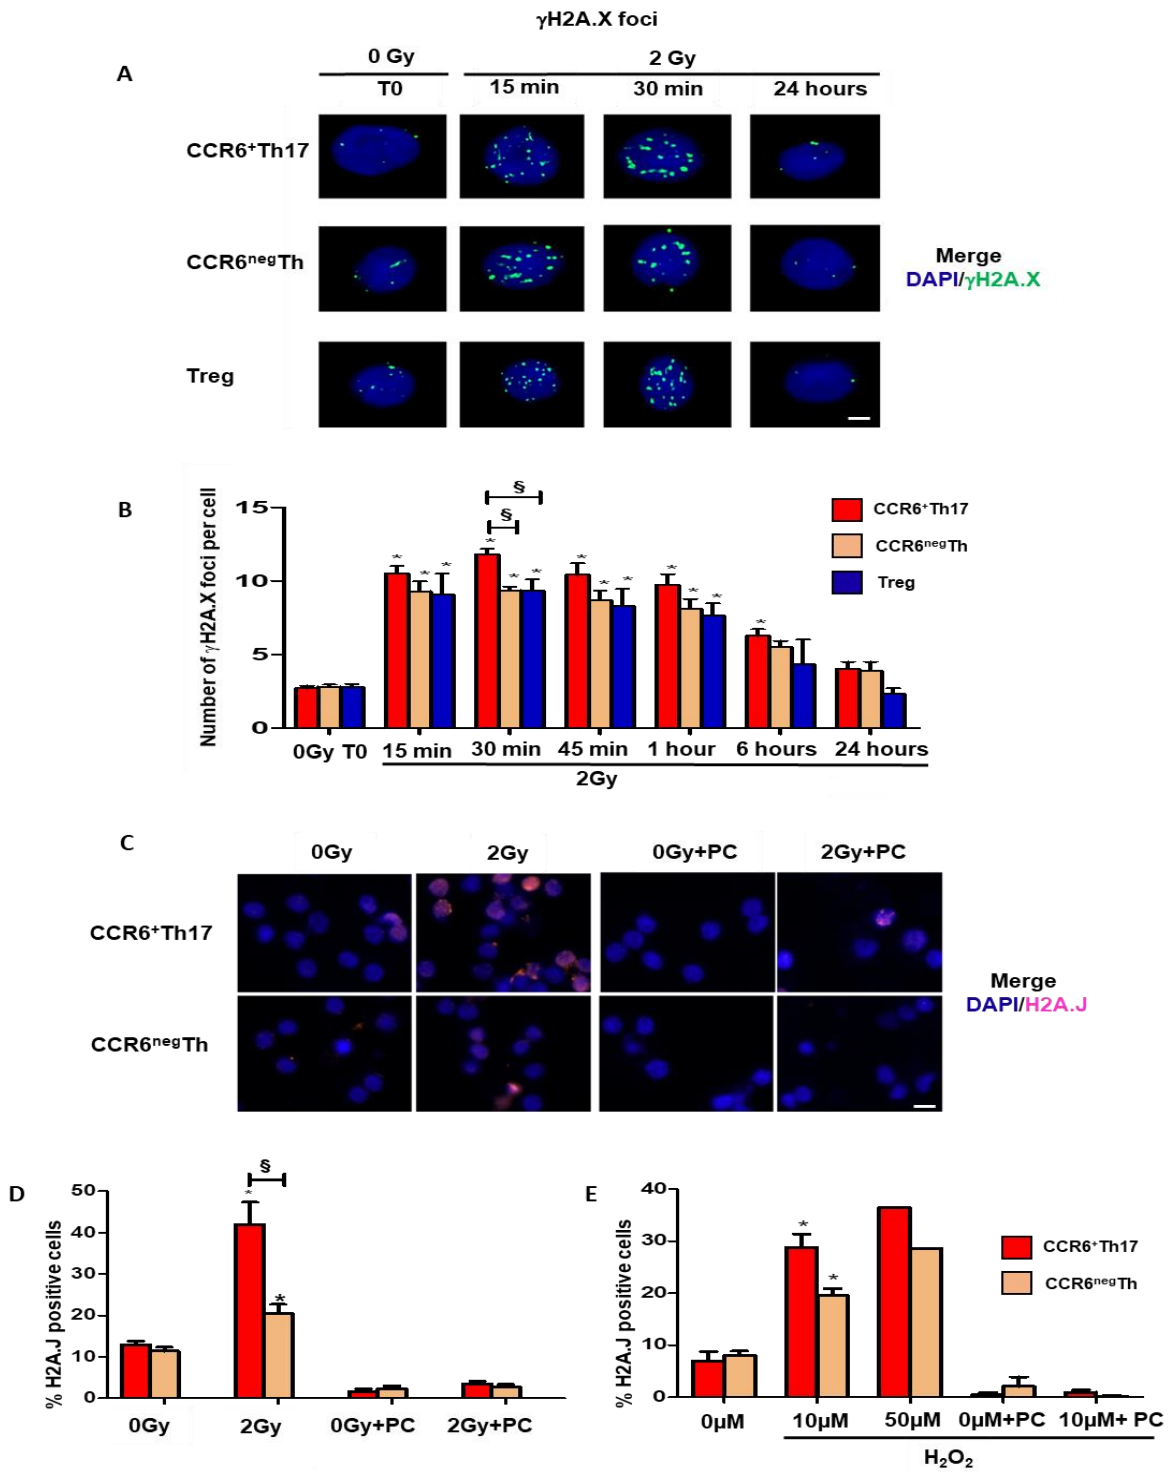 γH2A.X foci
A
0 Gy
2 Gy
T0
15 min
30 min
24 hours
CCR6⁺Th17
CCR6ⁿᵉᵍTh
Treg
Merge
DAPI/γH2A.X
B
Number of γH2A.X foci per cell
15
10
5
0
§
§
* * *
* * *
* * *
* * *
*
CCR6⁺Th17
CCR6ⁿᵉᵍTh
Treg
0Gy T0
15 min
30 min
45 min
1 hour
6 hours
24 hours
2Gy
C
0Gy
2Gy
0Gy+PC
2Gy+PC
CCR6⁺Th17
CCR6ⁿᵉᵍTh
Merge
DAPI/H2A.J
D
% H2A.J positive cells
50
40
30
20
10
0
§
*
*
0Gy
2Gy
0Gy+PC
2Gy+PC
E
% H2A.J positive cells
40
30
20
10
0
*
*
CCR6⁺Th17
CCR6ⁿᵉᵍTh
0µM
10µM
50µM
0µM+PC
10µM+ PC
H₂O₂